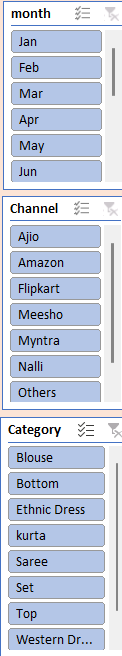 month
Jan
Feb
Mar
Apr
May
Jun
Channel
Ajio
Amazon
Flipkart
Meesho
Myntra
Nalli
Others
Category
Blouse
Bottom
Ethnic Dress
kurta
Saree
Set
Top
Western Dr...